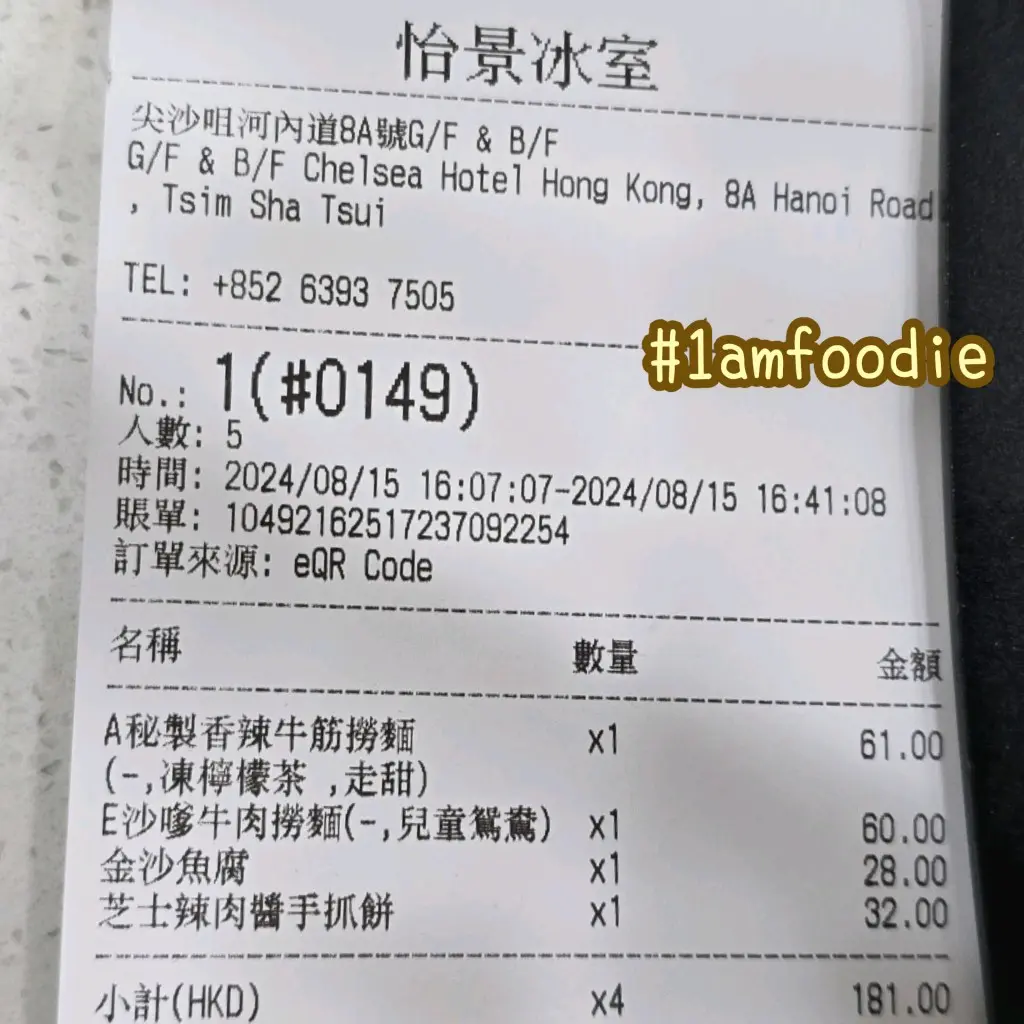 怡景冰室
尖沙咀河內道8A號G/F & B/F
G/F & B/F Chelsea Hotel Hong Kong, 8A Hanoi Road
, Tsim Sha Tsui
TEL: +852 6393 7505
#1amfoodie
No.: 1(#0149)
人數: 5
時間: 2024/08/15 16:07:07-2024/08/15 16:41:08
賬單: 10492162517237092254
訂單來源: eQR Code
名稱 數量 金額
A秘製香辣牛筋撈麵 x1 61.00
(-,凍檸檬茶 ,走甜)
E沙嗲牛肉撈麵(-,兒童鴛鴦) x1 60.00
金沙魚腐 x1 28.00
芝士辣肉醬手抓餅 x1 32.00
小計(HKD) x4 181.00